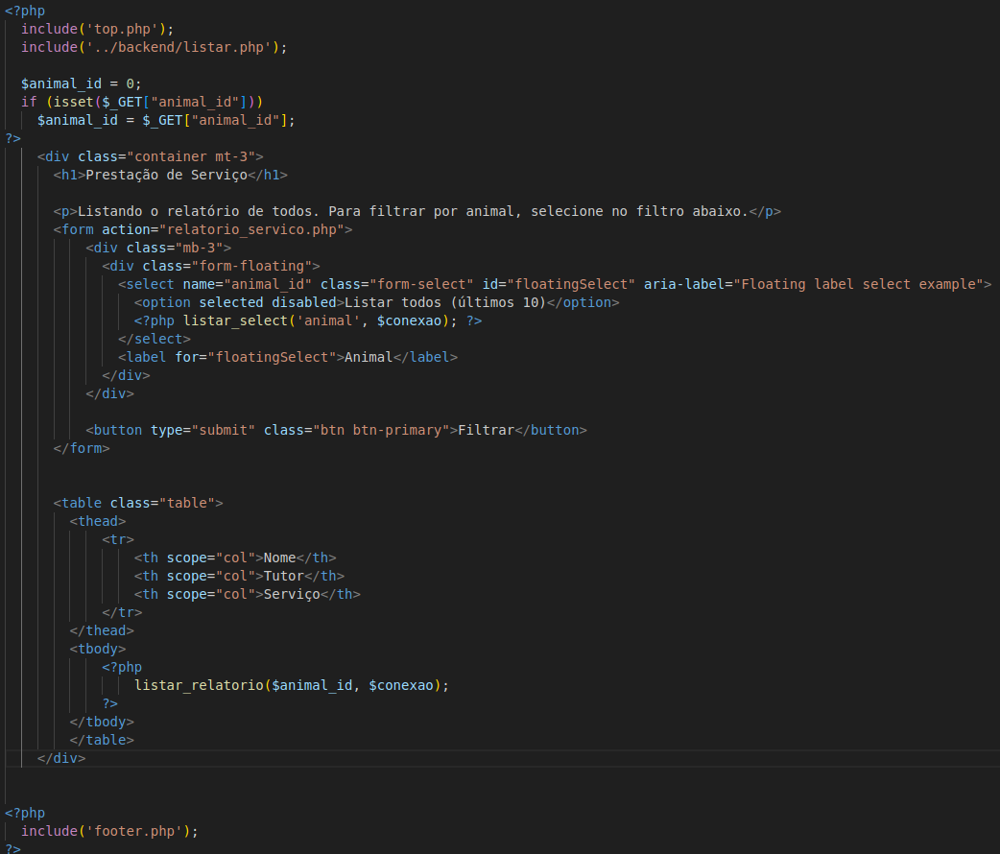 <?php
include('top.php');
include('../backend/listar.php');
$animal_id = 0;
if (isset($_GET["animal_id"]))
$animal_id = $_GET["animal_id"];
?>
<div class="container mt-3">
<h1>Prestação de Serviço</h1>
<p>Listando o relatório de todos. Para filtrar por animal, selecione no filtro abaixo.</p>
<form action="relatorio_servico.php">
<div class="mb-3">
<div class="form-floating">
<select name="animal_id" class="form-select" id="floatingSelect" aria-label="Floating label select example">
<option selected disabled>Listar todos (últimos 10)</option>
<?php listar_select('animal', $conexao); ?>
</select>
<label for="floatingSelect">Animal</label>
</div>
</div>
<button type="submit" class="btn btn-primary">Filtrar</button>
</form>
<table class="table">
<thead>
<tr>
<th scope="col">Nome</th>
<th scope="col">Tutor</th>
<th scope="col">Serviço</th>
</tr>
</thead>
<tbody>
<?php
listar_relatorio($animal_id, $conexao);
?>
</tbody>
</table>
</div>
<?php
include('footer.php');
?>